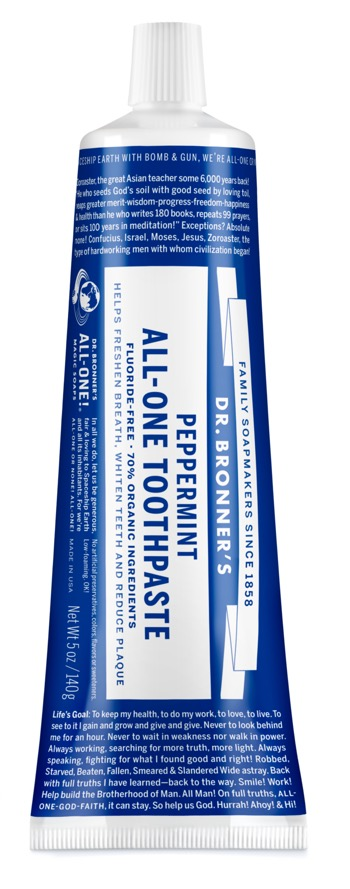 CESHIP EARTH WITH BOMB & GUN, WE'RE ALL-ONE
Zoroaster, the great Asian teacher some 6,000 years back!
"He who seeds God's soil with good seed by loving toil,
reaps greater merit-wisdom-progress-freedom-happiness
& health than he who writes 180 books, repeats 99 prayers,
or sits 100 years in meditation!" Exceptions? Absolute
none! Confucius, Israel, Moses, Jesus, Zoroaster, the
type of hardworking men with whom civilization began!
FAMILY SOAPMAKERS SINCE 1858
DR. BRONNER'S
PEPPERMINT
ALL-ONE TOOTHPASTE
FLUORIDE-FREE · 70% ORGANIC INGREDIENTS
HELPS FRESHEN BREATH, WHITEN TEETH AND REDUCE PLAQUE
DR. BRONNER'S
ALL-ONE!
MAGIC SOAPS
In all we do, let us be generous,
fair & loving to Spaceship Earth
and all its inhabitants. For we're
ALL-ONE OR NONE! ALL-ONE!
No artificial preservatives, colors, flavors or sweeteners.
Low foaming. OK!
MADE IN USA
Net Wt 5 oz / 140g
Life's Goal: To keep my health, to do my work, to love, to live. To
see to it I gain and grow and give and give. Never to look behind
me for an hour. Never to wait in weakness nor walk in power.
Always working, searching for more truth, more light. Always
speaking, fighting for what I found good and right! Robbed,
Starved, Beaten, Fallen, Smeared & Slandered Wide astray. Back
with full truths I have learned—back to the way. Smile! Work!
Help build the Brotherhood of Man. All Man! On full truths, ALL-
ONE-GOD-FAITH, it can stay. So help us God. Hurrah! Ahoy! & Hi!